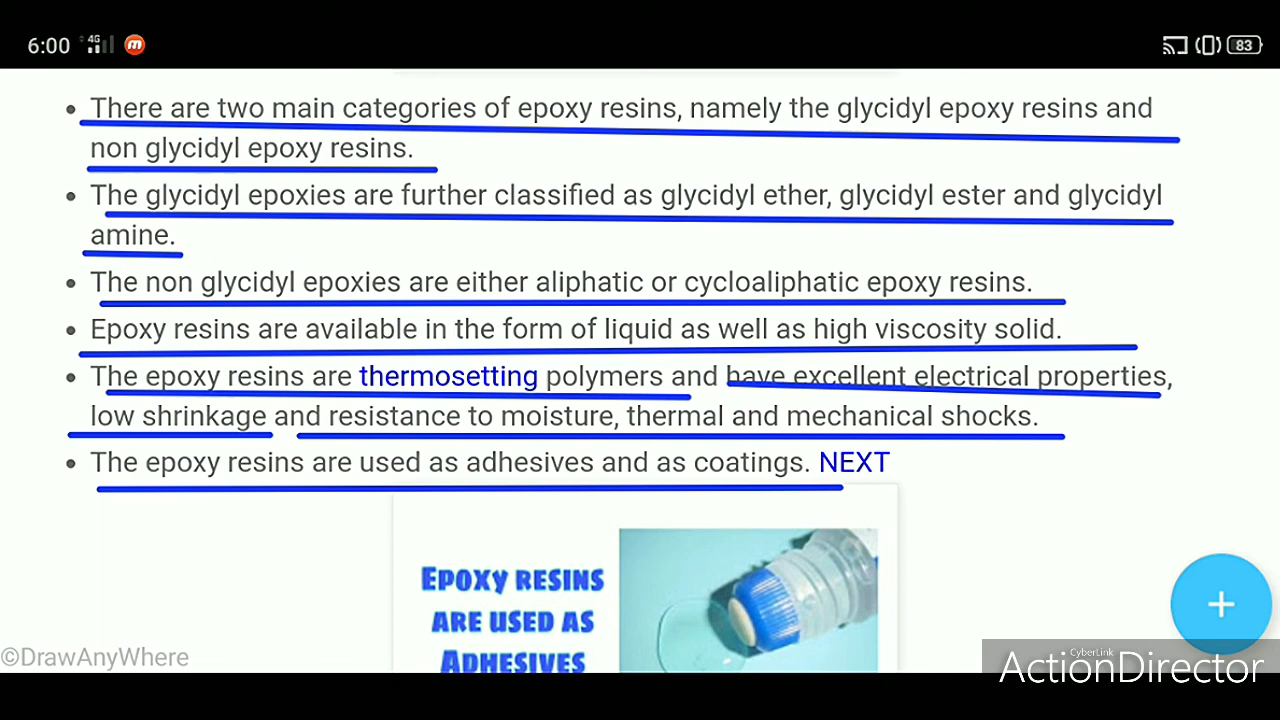 6:00 4G 83
• There are two main categories of epoxy resins, namely the glycidyl epoxy resins and
non glycidyl epoxy resins.
• The glycidyl epoxies are further classified as glycidyl ether, glycidyl ester and glycidyl
amine.
• The non glycidyl epoxies are either aliphatic or cycloaliphatic epoxy resins.
• Epoxy resins are available in the form of liquid as well as high viscosity solid.
• The epoxy resins are thermosetting polymers and have excellent electrical properties,
low shrinkage and resistance to moisture, thermal and mechanical shocks.
• The epoxy resins are used as adhesives and as coatings. NEXT
EPOXY RESINS
ARE USED AS
ADHESIVES
+
©DrawAnyWhere
CyberLink
ActionDirector